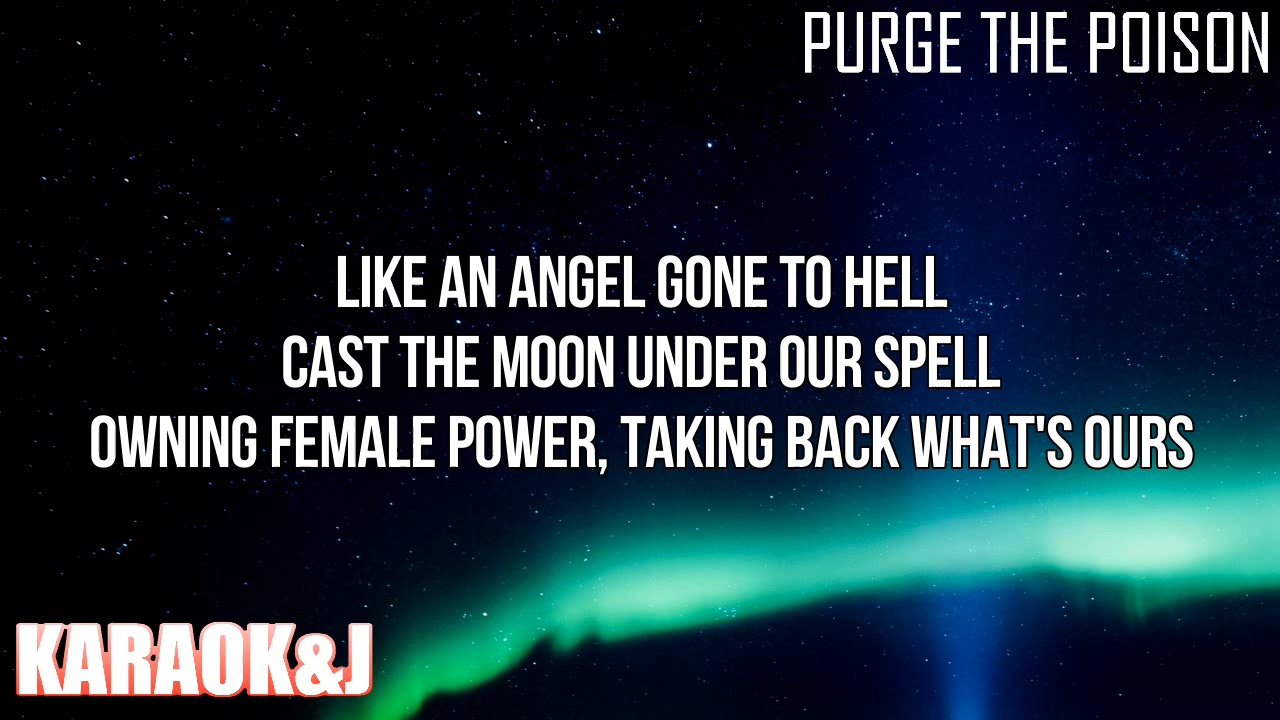 PURGE THE POISON
LIKE AN ANGEL GONE TO HELL
CAST THE MOON UNDER OUR SPELL
OWNING FEMALE POWER, TAKING BACK WHAT'S OURS
KARAOK&J